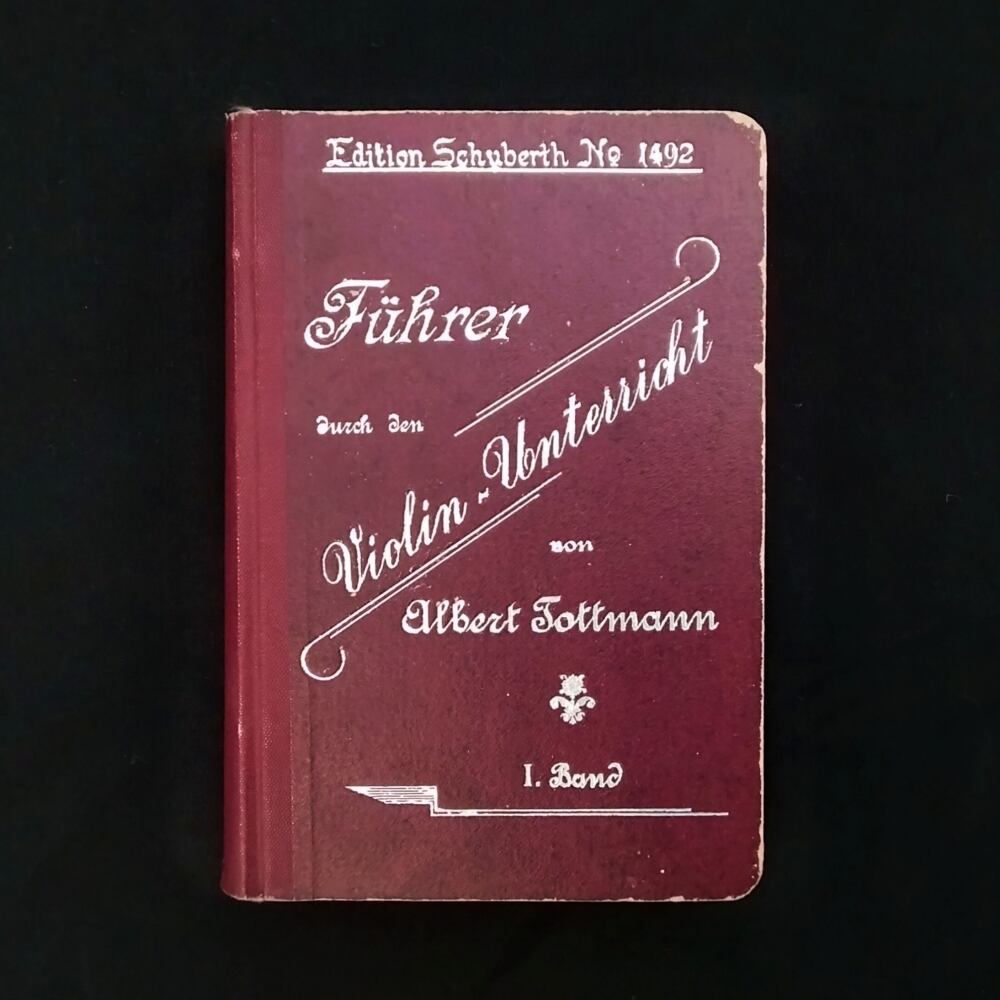 Edition Schuberth No 1492
Führer
durch den
Violin-Unterricht
von
Albert Tottmann
I. Band